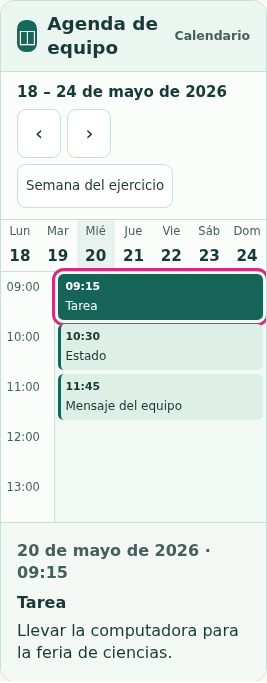 Agenda de
equipo
Calendario
18 – 24 de mayo de 2026
‹ ›
Semana del ejercicio
Lun Mar Mié Jue Vie Sáb Dom
18 19 20 21 22 23 24
09:00
09:15
Tarea
10:00
10:30
Estado
11:00
11:45
Mensaje del equipo
12:00
13:00
20 de mayo de 2026 ·
09:15
Tarea
Llevar la computadora para
la feria de ciencias.